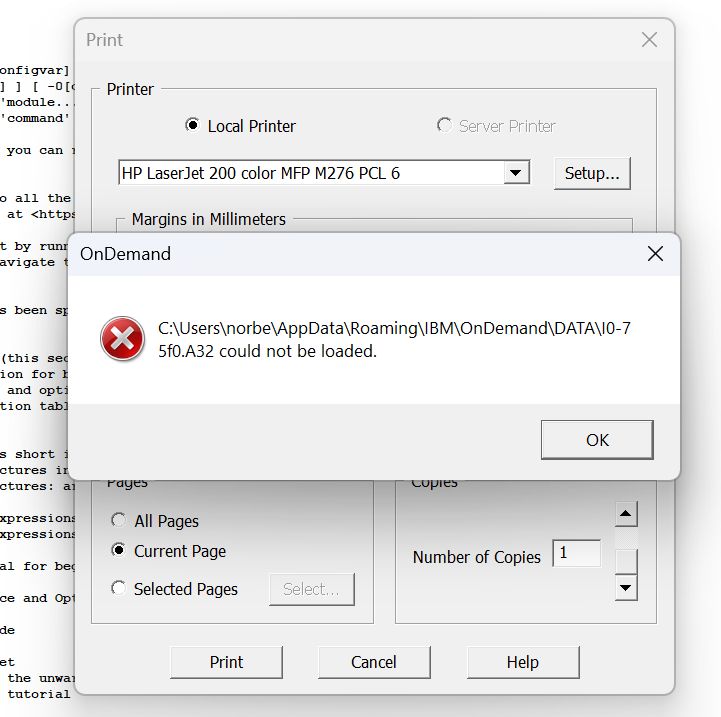 Print
onfigvar]
] ] [ -O[o
'module...
'command'
you can r
o all the
at <https
t by runn
avigate t
s been sp
(this sec
ion for b
and opti
tion tabl
s short i
ctures in
ctures: a
xpressions
xpressions
al for beg
ce and Opt
de
et
the unwar
tutorial
Printer
Local Printer
Server Printer
HP LaserJet 200 color MFP M276 PCL 6
Setup...
Margins in Millimeters
OnDemand
C:\Users\norbe\AppData\Roaming\IBM\OnDemand\DATA\I0-7
5f0.A32 could not be loaded.
OK
Pages
All Pages
Current Page
Selected Pages
Select...
Copies
Number of Copies 1
Print
Cancel
Help